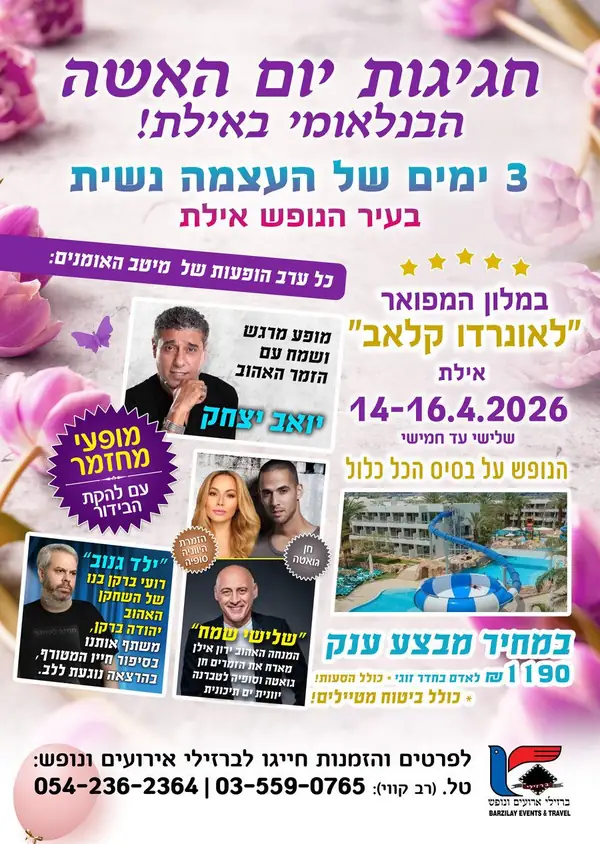 חגיגות יום האשה
הבנלאומי באילת!
3 ימים של העצמה נשית
בעיר הנופש אילת
כל ערב הופעות של מיטב האומנים:
במלון המפואר
"לאונרדו קלאב"
אילת
14-16.4.2026
שלישי עד חמישי
הנופש על בסיס הכל כלול
מופע מרגש
ושמח עם
הזמר האהוב
יואב יצחק
מופעי
מחזמר
עם להקת
הבידור
הזמרת
היווניה
סופיה
חן
גואטה
"ילד גנוב"
רועי ברקן בנו
של השחקן
האהוב
יהודה ברקן,
משתף אותנו
בסיפור חייו המטורף,
בהרצאה נוגעת ללב.
"שלישי שמח"
המנחה האהוב ירון אילן
מארח את הזמרים חן
גואטה וסופיה לטברנה
יוונית ים תיכונית
במחיר מבצע ענק
1190 ₪ לאדם בחדר זוגי * כולל הסעות!
* כולל ביטוח מטיילים!
לפרטים והזמנות חייגו לברזילי אירועים ונופש:
טל. (רב קווי): 03-559-0765 | 054-236-2364
ברזילי ארועים ונופש
BARZILAY EVENTS & TRAVEL